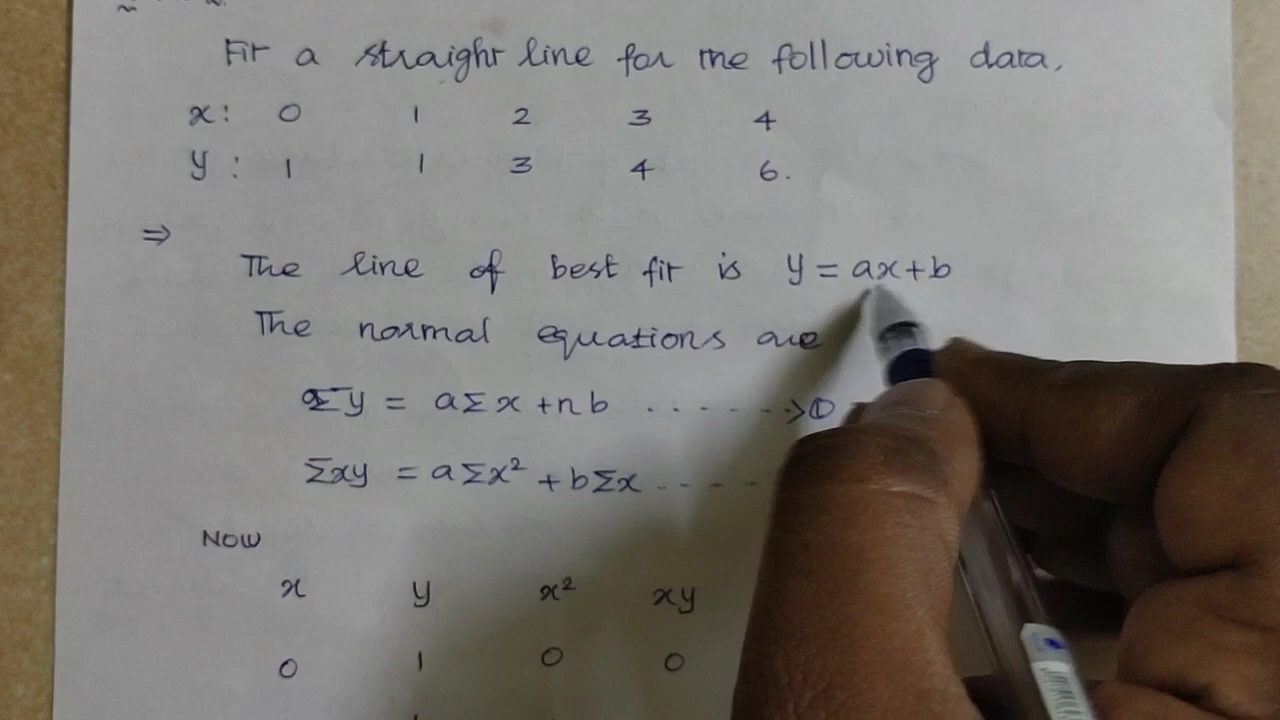 Fit a straight line for the following data.
x: 0 1 2 3 4
y: 1 1 3 4 6.
⇒
The line of best fit is y = ax+b
The normal equations are
Σy = aΣx + nb ......>①
Σxy = aΣx² + bΣx ....
Now
x y x² xy
0 1 0 0